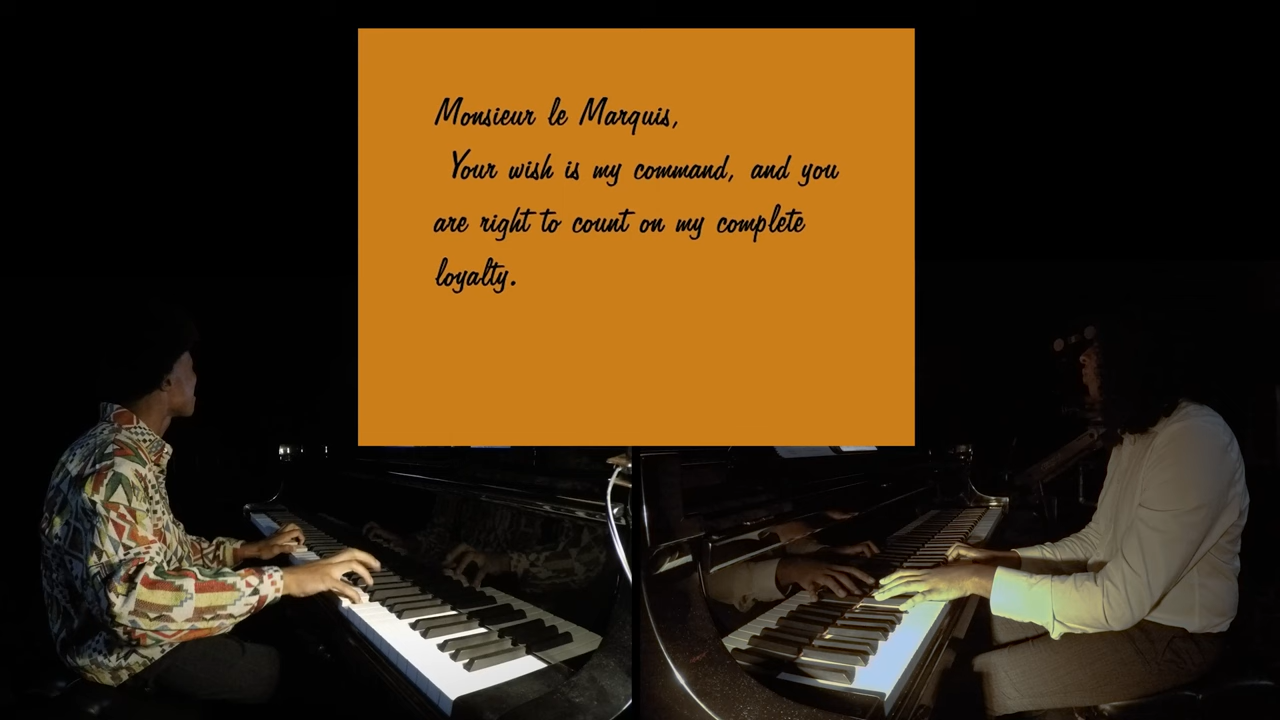 Monsieur le Marquis,
Your wish is my command, and you
are right to count on my complete
loyalty.